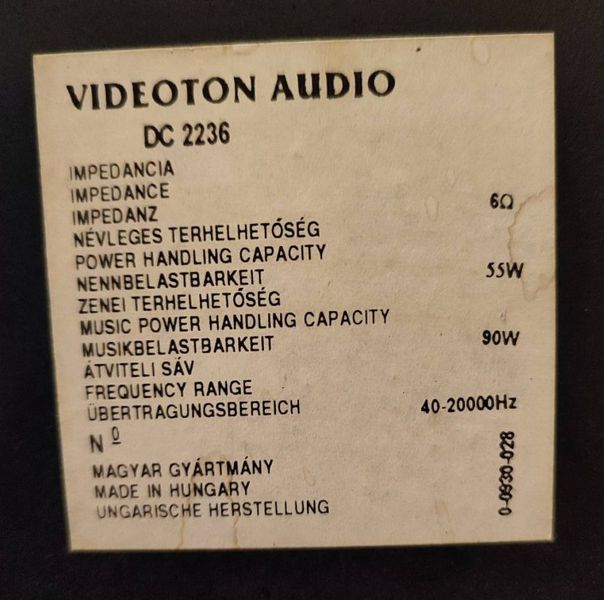 VIDEOTON AUDIO
DC 2236
IMPEDANCIA
IMPEDANCE
IMPEDANZ 6Ω
NÉVLEGES TERHELHETŐSÉG
POWER HANDLING CAPACITY
NENNBELASTBARKEIT 55W
ZENEI TERHELHETŐSÉG
MUSIC POWER HANDLING CAPACITY
MUSIKBELASTBARKEIT 90W
ÁTVITELI SÁV
FREQUENCY RANGE
ÜBERTRAGUNGSBEREICH 40-20000Hz
Nº
MAGYAR GYÁRTMÁNY
MADE IN HUNGARY
UNGARISCHE HERSTELLUNG
0-0930-028